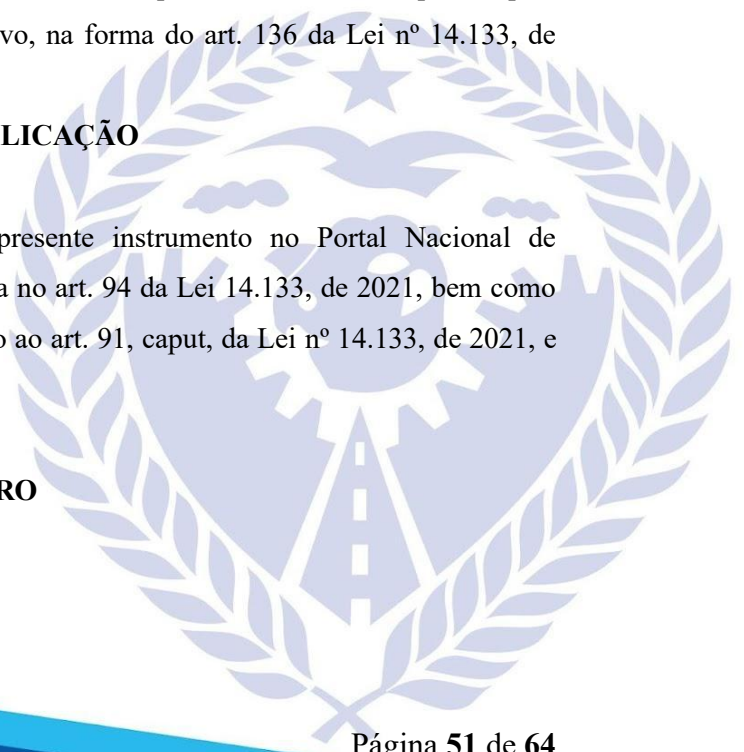 vo, na forma do art. 136 da Lei nº 14.133, de
LICAÇÃO
presente instrumento no Portal Nacional de
a no art. 94 da Lei 14.133, de 2021, bem como
o ao art. 91, caput, da Lei nº 14.133, de 2021, e
RO
Página 51 de 64